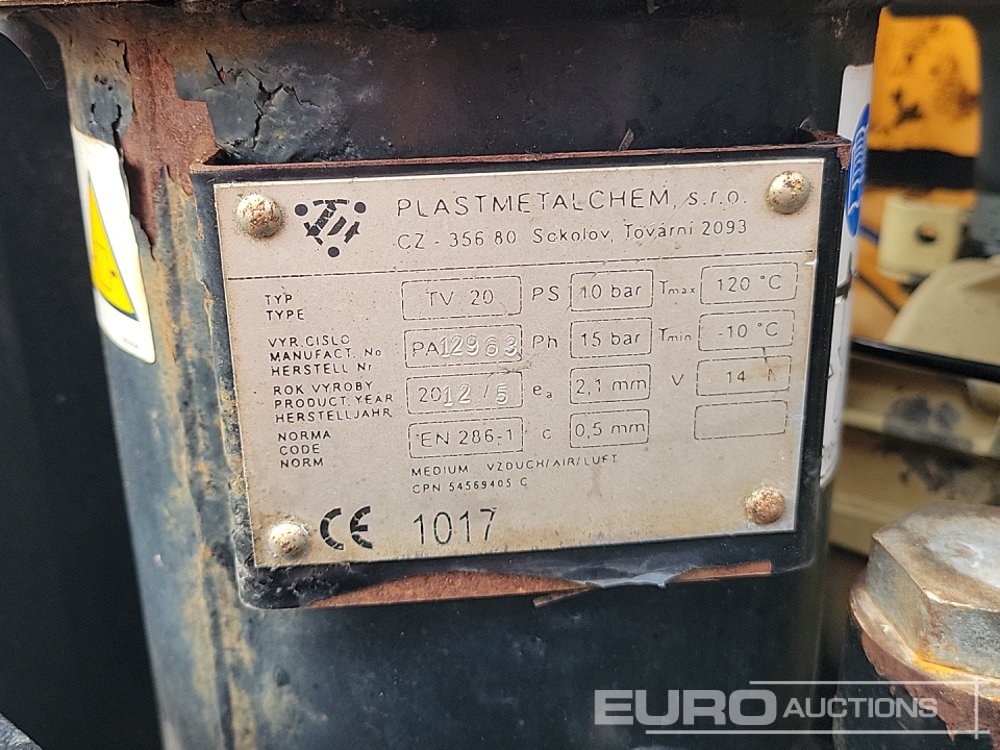 PLASTMETALCHEM, s.r.o.
CZ - 356 80 Sokolov, Tovární 2093
TYP
TYPE
TV 20
PS
10 bar
Tmax
120 °C
VYR.CISLO
MANUFACT. No
HERSTELL Nr
PA12963
Ph
15 bar
Tmin
-10 °C
ROK VYROBY
PRODUCT. YEAR
HERSTELLJAHR
2012/5
ea
2,1 mm
V
14 l
NORMA
CODE
NORM
EN 286-1
c
0,5 mm
MEDIUM VZDUCH/AIR/LUFT
CPN 54569405 C
CE 1017
EURO AUCTIONS